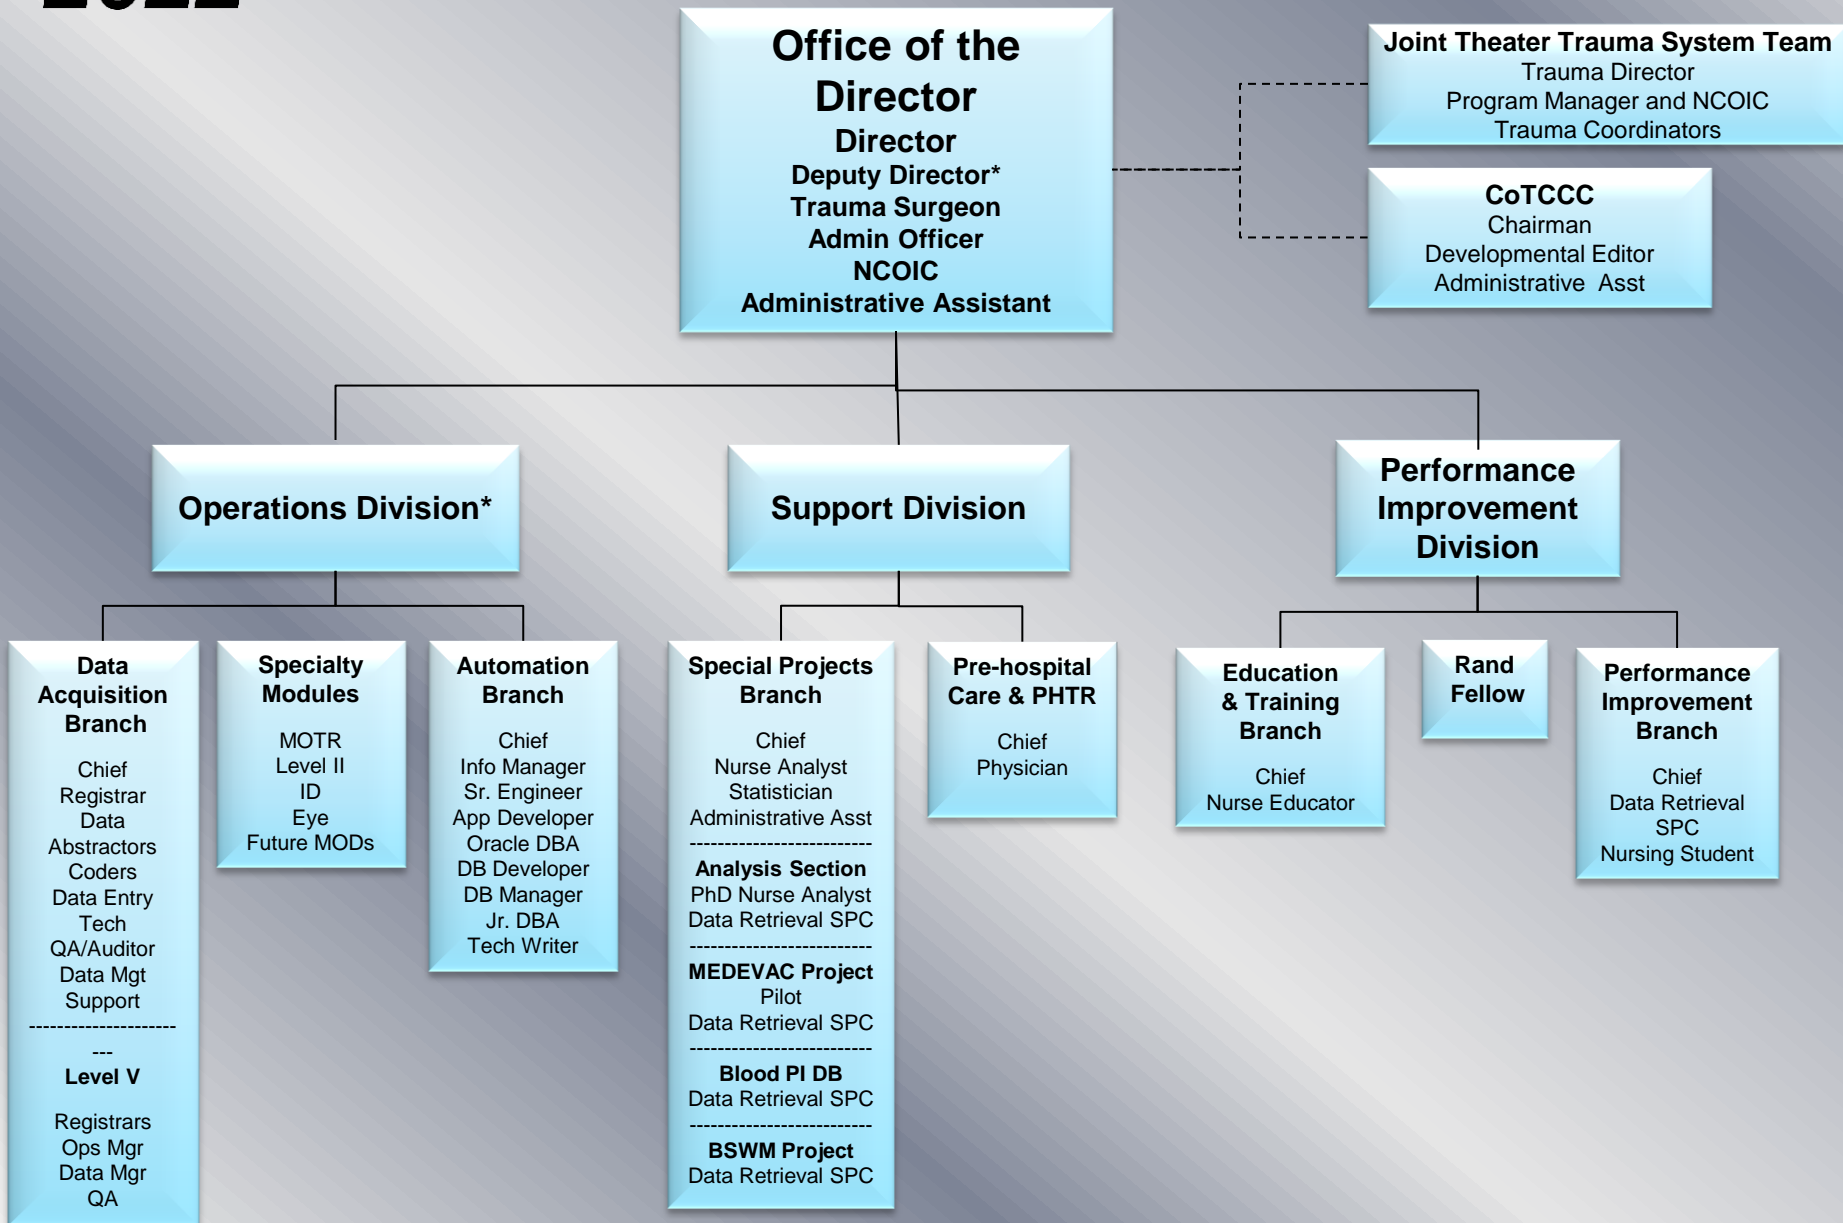 Office of the
Director
Director
Deputy Director*
Trauma Surgeon
Admin Officer
NCOIC
Administrative Assistant
Joint Theater Trauma System Team
Trauma Director
Program Manager and NCOIC
Trauma Coordinators
CoTCCC
Chairman
Developmental Editor
Administrative Asst
Operations Division*
Support Division
Performance
Improvement
Division
Data
Acquisition
Branch
Chief
Registrar
Data
Abstractors
Coders
Data Entry
Tech
QA/Auditor
Data Mgt
Support
---------------------
---
Level V
Registrars
Ops Mgr
Data Mgr
QA
Specialty
Modules
MOTR
Level II
ID
Eye
Future MODs
Automation
Branch
Chief
Info Manager
Sr. Engineer
App Developer
Oracle DBA
DB Developer
DB Manager
Jr. DBA
Tech Writer
Special Projects
Branch
Chief
Nurse Analyst
Statistician
Administrative Asst
--------------------------
Analysis Section
PhD Nurse Analyst
Data Retrieval SPC
--------------------------
MEDEVAC Project
Pilot
Data Retrieval SPC
--------------------------
Blood PI DB
Data Retrieval SPC
--------------------------
BSWM Project
Data Retrieval SPC
Pre-hospital
Care & PHTR
Chief
Physician
Education
& Training
Branch
Chief
Nurse Educator
Rand
Fellow
Performance
Improvement
Branch
Chief
Data Retrieval
SPC
Nursing Student